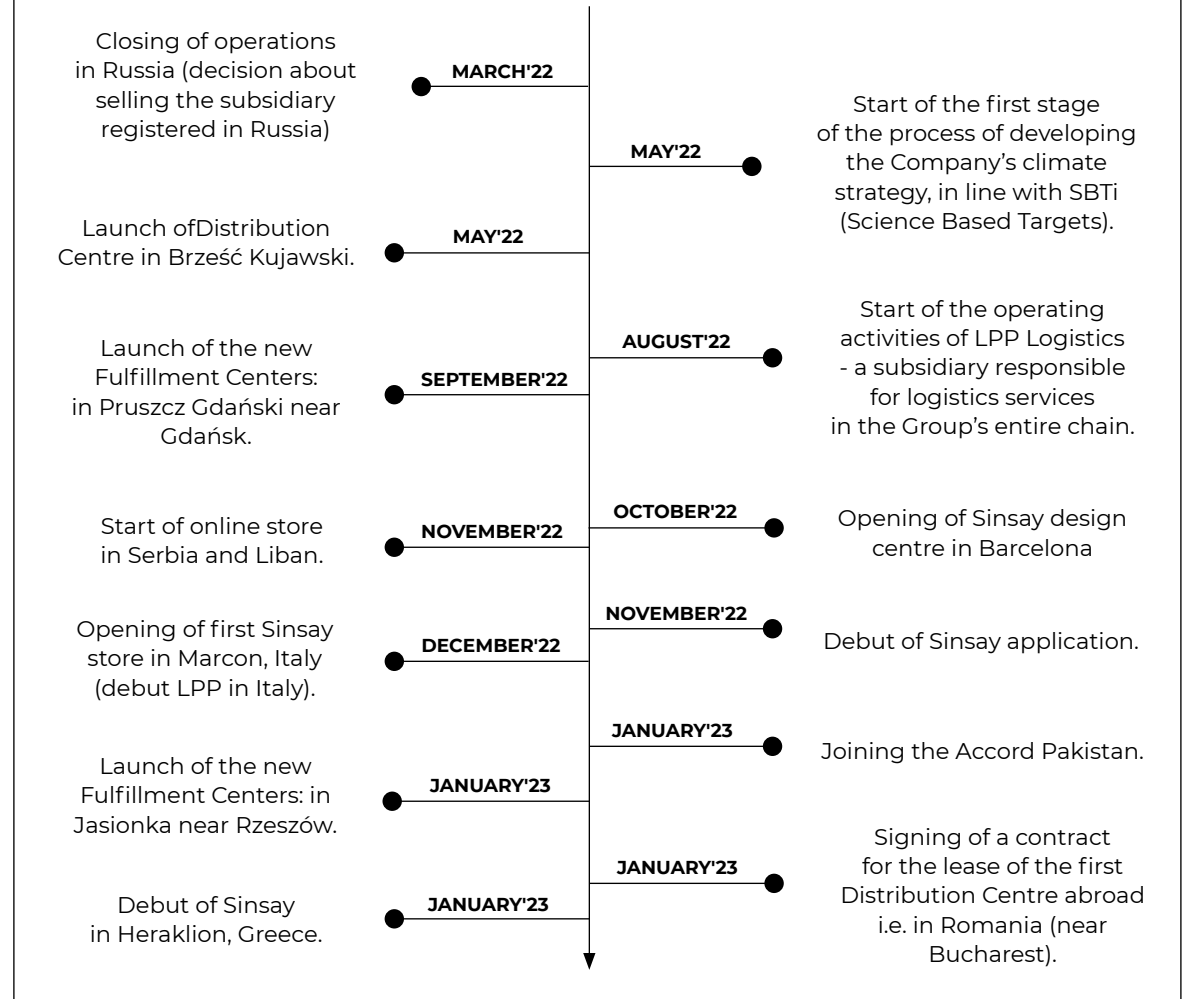 Closing of operations
in Russia (decision about
selling the subsidiary
registered in Russia)
MARCH'22
MAY'22
Start of the first stage
of the process of developing
the Company’s climate
strategy, in line with SBTi
(Science Based Targets).
Launch ofDistribution
Centre in Brześć Kujawski.
MAY'22
AUGUST'22
Start of the operating
activities of LPP Logistics
- a subsidiary responsible
for logistics services
in the Group’s entire chain.
Launch of the new
Fulfillment Centers:
in Pruszcz Gdański near
Gdańsk.
SEPTEMBER'22
OCTOBER'22
Opening of Sinsay design
centre in Barcelona
Start of online store
in Serbia and Liban.
NOVEMBER'22
NOVEMBER'22
Debut of Sinsay application.
Opening of first Sinsay
store in Marcon, Italy
(debut LPP in Italy).
DECEMBER'22
JANUARY'23
Joining the Accord Pakistan.
Launch of the new
Fulfillment Centers: in
Jasionka near Rzeszów.
JANUARY'23
JANUARY'23
Signing of a contract
for the lease of the first
Distribution Centre abroad
i.e. in Romania (near
Bucharest).
Debut of Sinsay
in Heraklion, Greece.
JANUARY'23